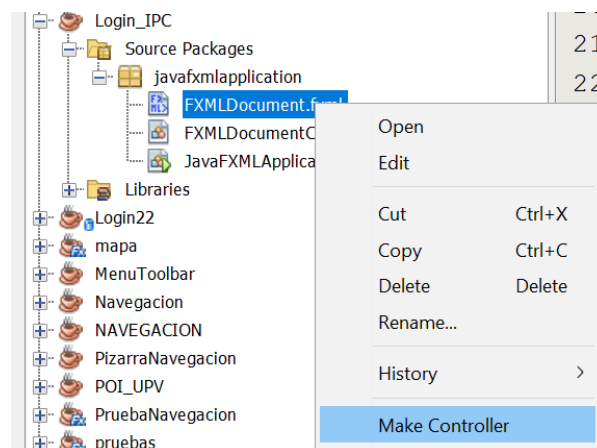 Login_IPC
21
Source Packages
javafxmlapplication
22
FXMLDocument.fxml
FXMLDocumentC
Open
JavaFXMLApplica
Edit
Libraries
Login22
Cut Ctrl+X
mapa
Copy Ctrl+C
MenuToolbar
Delete Delete
Navegacion
Rename...
NAVEGACION
PizarraNavegacion
History
POI_UPV
PruebaNavegacion
Make Controller
pruebas